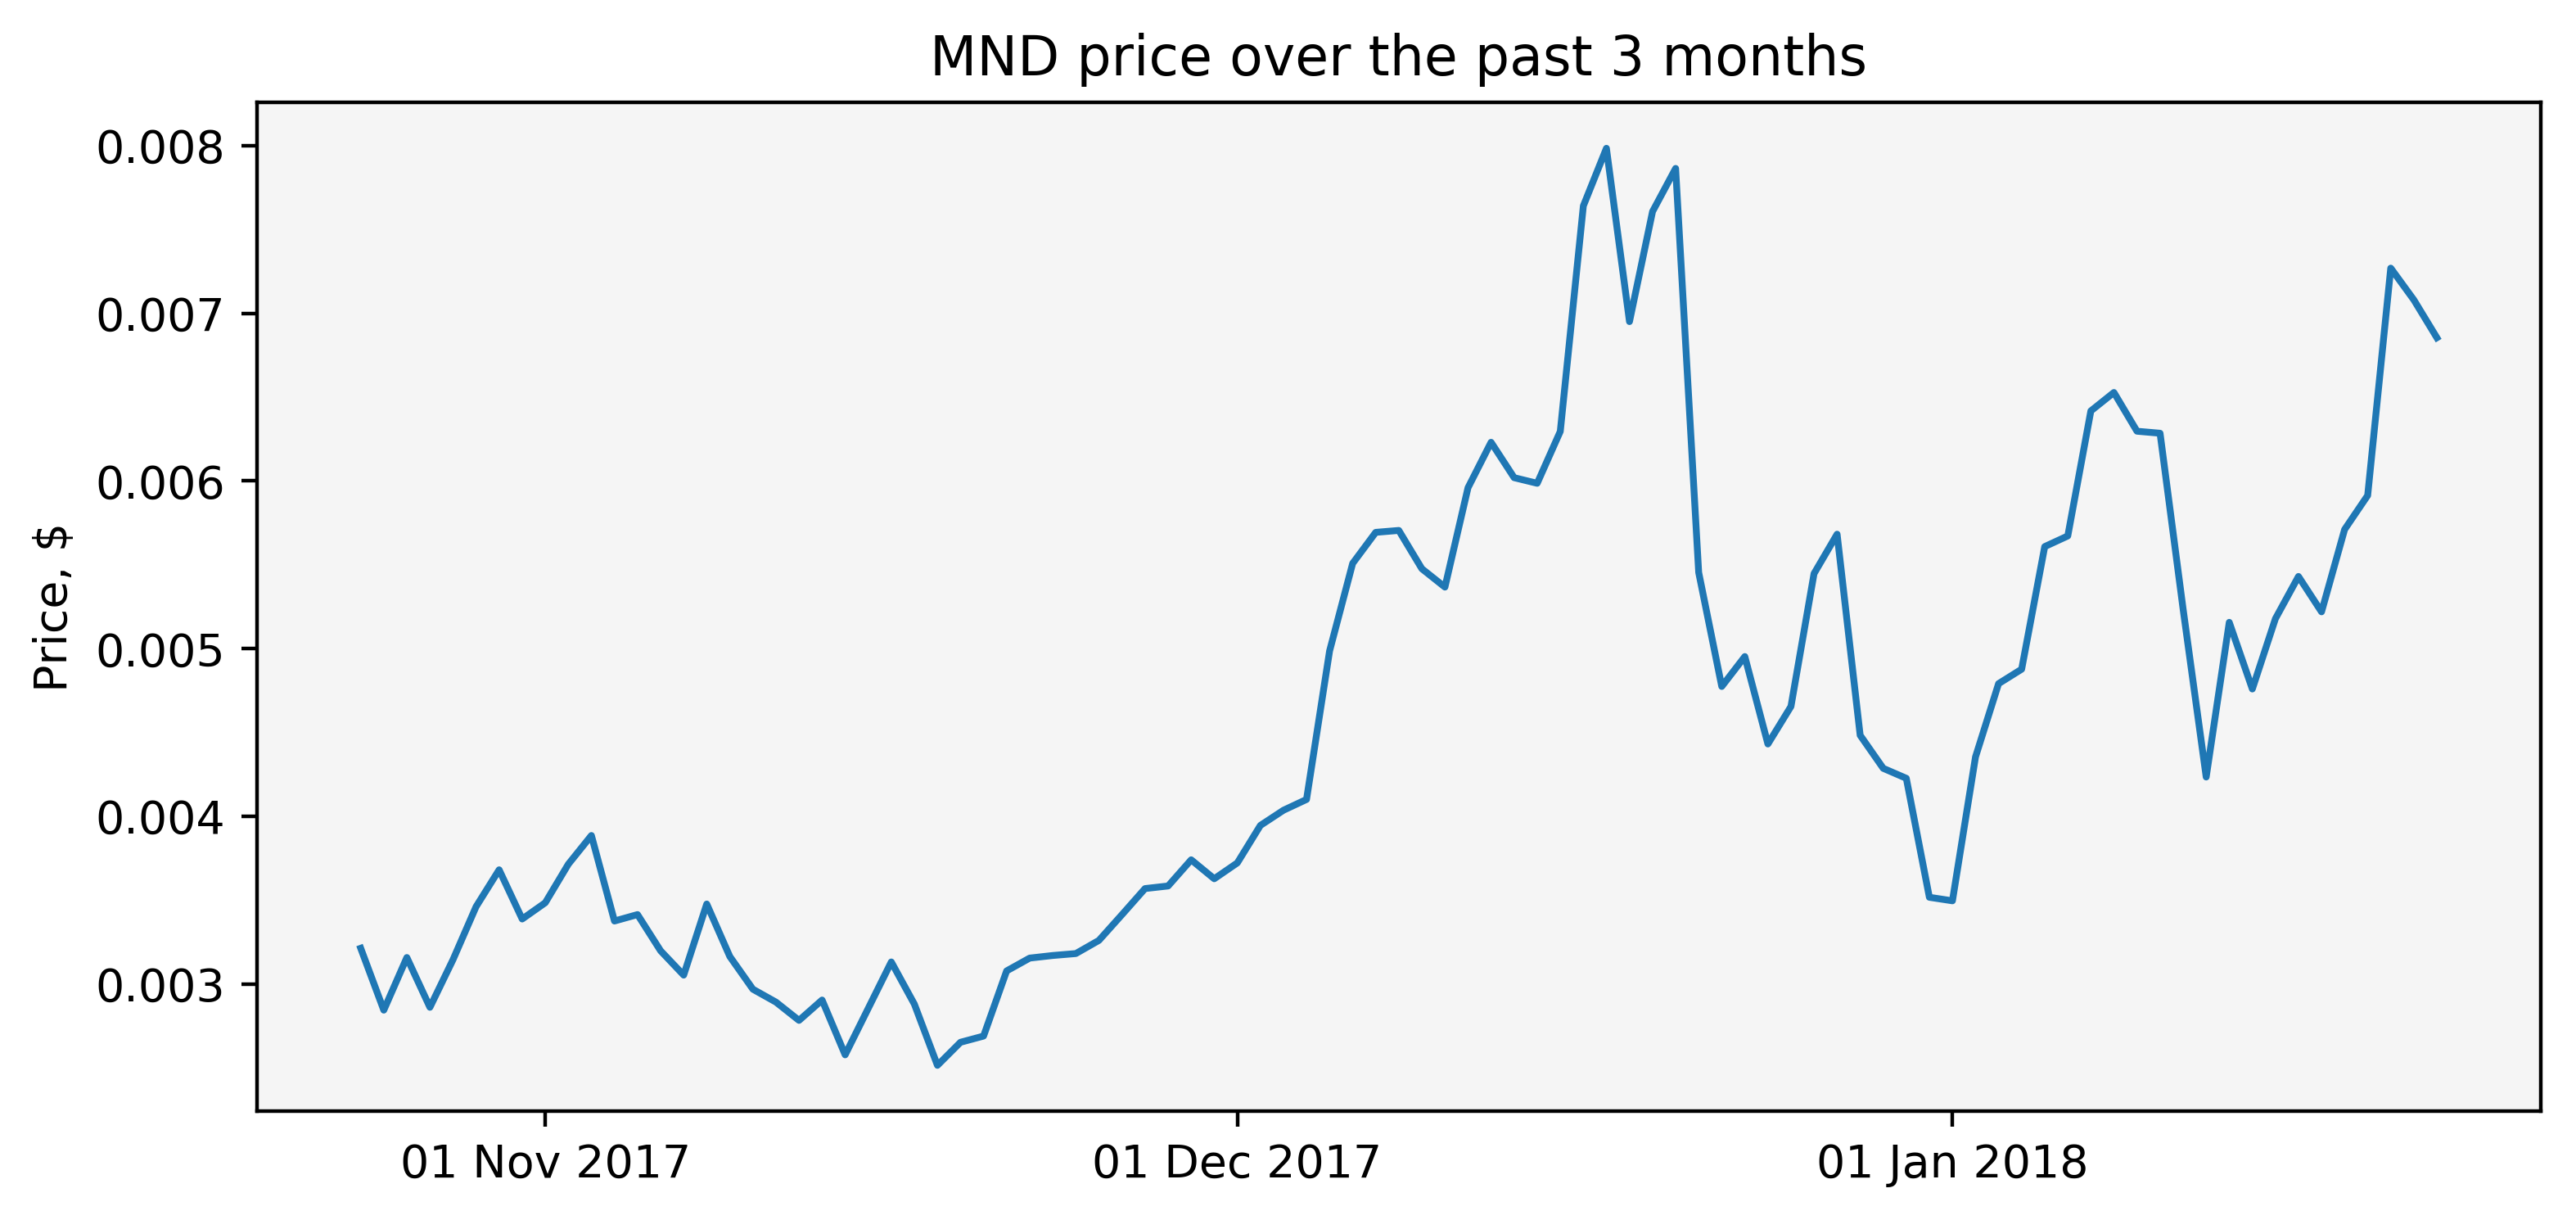 MND price over the past 3 months
Price, $
0.008
0.007
0.006
0.005
0.004
0.003
01 Nov 2017
01 Dec 2017
01 Jan 2018